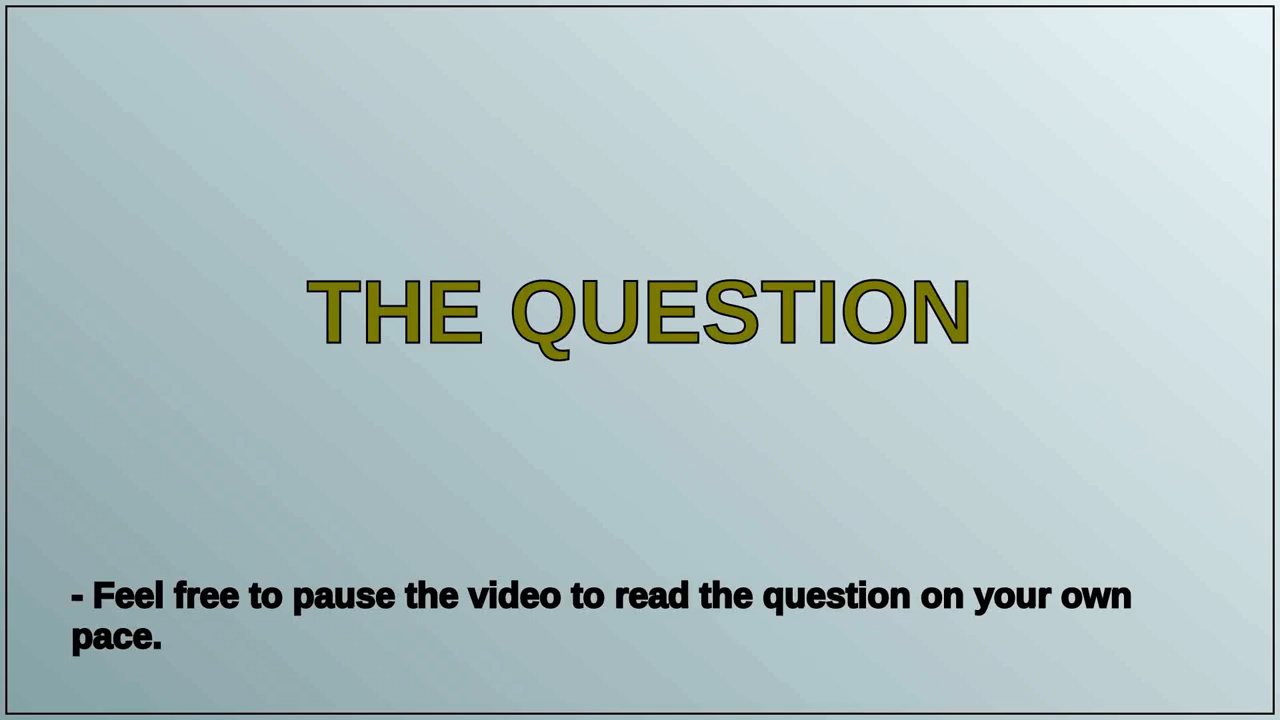 THE QUESTION
- Feel free to pause the video to read the question on your own
pace.